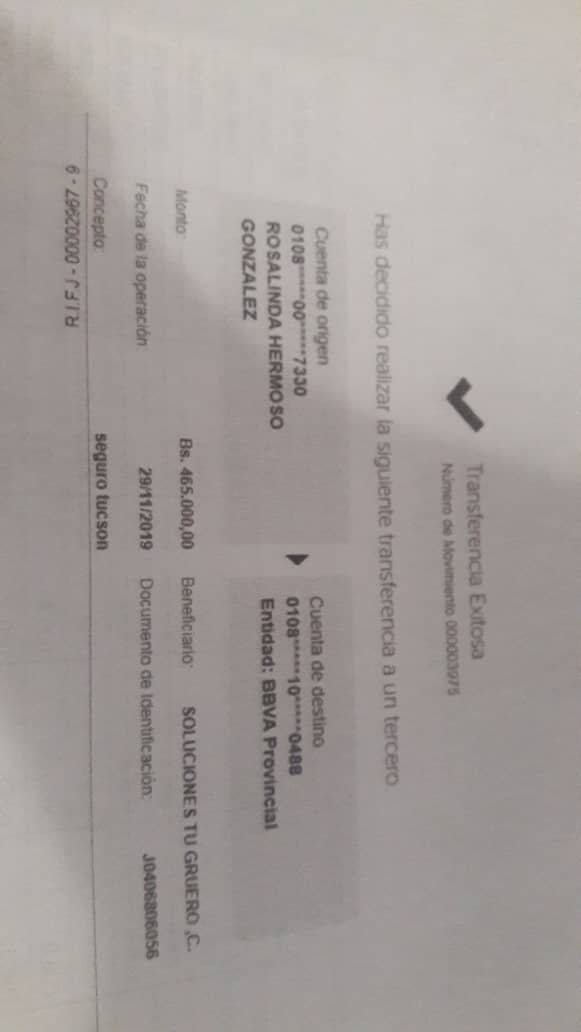 Transferencia Exitosa
Número de Movimiento 000003975
Has decidido realizar la siguiente transferencia a un tercero
Cuenta de origen
0108*****00*****7330
ROSALINDA HERMOSO
GONZALEZ
Cuenta de destino
0108*****10*****0488
Entidad: BBVA Provincial
Monto: Bs. 465.000,00 Beneficiario: SOLUCIONES TU GRUERO ,C.
Fecha de la operación: 29/11/2019 Documento de Identificación: J0406806056
Concepto: seguro tucson
R I F J - 00002967 - 9